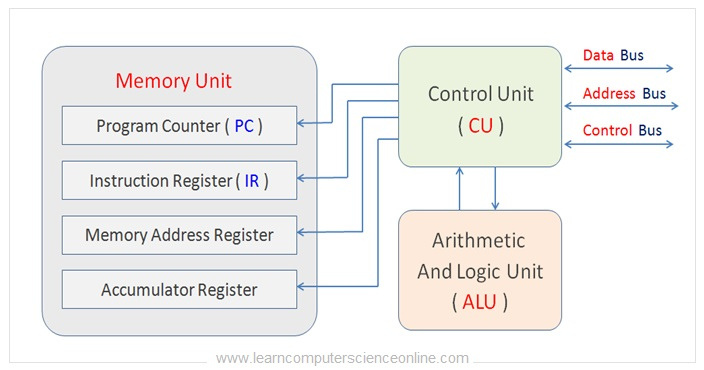 Memory Unit
Program Counter ( PC )
Instruction Register ( IR )
Memory Address Register
Accumulator Register
Control Unit
( CU )
Arithmetic
And Logic Unit
( ALU )
Data Bus
Address Bus
Control Bus
www.learncomputerscienceonline.com